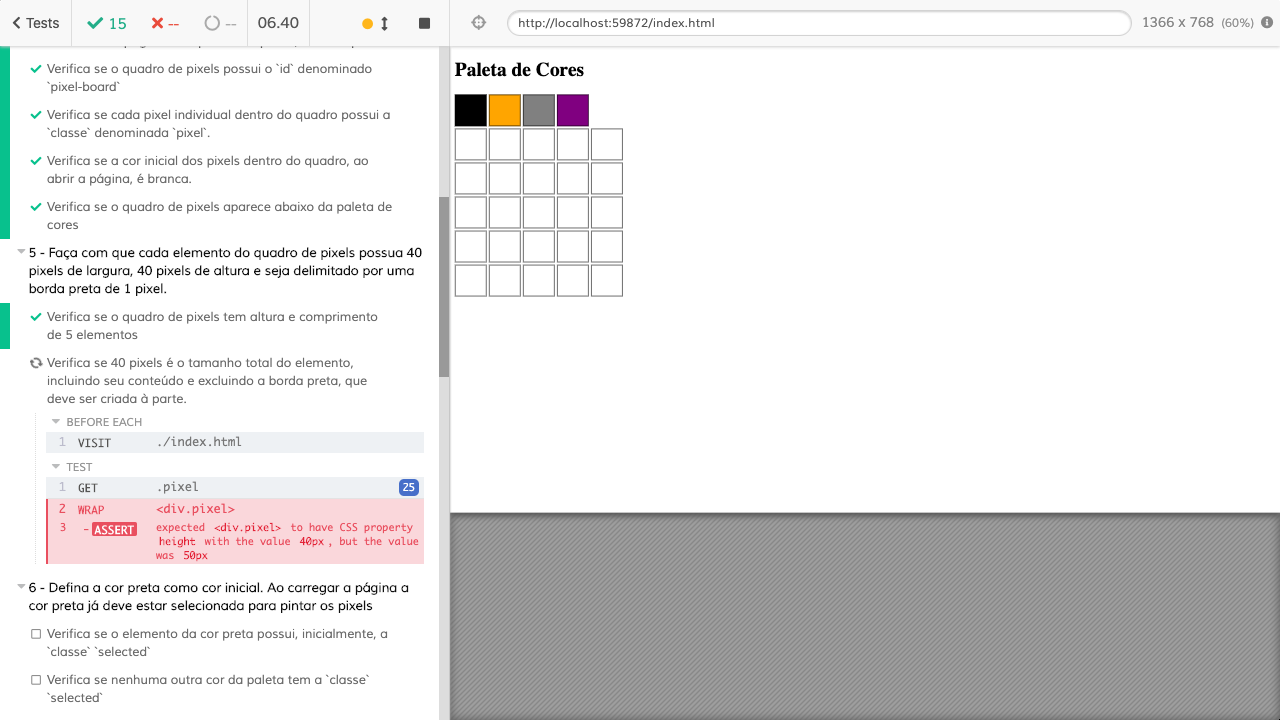 Tests
15
--
--
06.40
http://localhost:59872/index.html
1366 x 768 (60%)
Verifica se o quadro de pixels possui o `id` denominado
`pixel-board`
Verifica se cada pixel individual dentro do quadro possui a
`classe` denominada `pixel`.
Verifica se a cor inicial dos pixels dentro do quadro, ao
abrir a página, é branca.
Verifica se o quadro de pixels aparece abaixo da paleta de
cores
5 - Faça com que cada elemento do quadro de pixels possua 40
pixels de largura, 40 pixels de altura e seja delimitado por uma
borda preta de 1 pixel.
Verifica se o quadro de pixels tem altura e comprimento
de 5 elementos
Verifica se 40 pixels é o tamanho total do elemento,
incluindo seu conteúdo e excluindo a borda preta, que
deve ser criada à parte.
BEFORE EACH
1 VISIT ./index.html
TEST
1 GET .pixel 25
2 WRAP <div.pixel>
3 - ASSERT expected <div.pixel> to have CSS property
height with the value 40px, but the value
was 50px
6 - Defina a cor preta como cor inicial. Ao carregar a página a
cor preta já deve estar selecionada para pintar os pixels
Verifica se o elemento da cor preta possui, inicialmente, a
`classe` `selected`
Verifica se nenhuma outra cor da paleta tem a `classe`
`selected`
Paleta de Cores